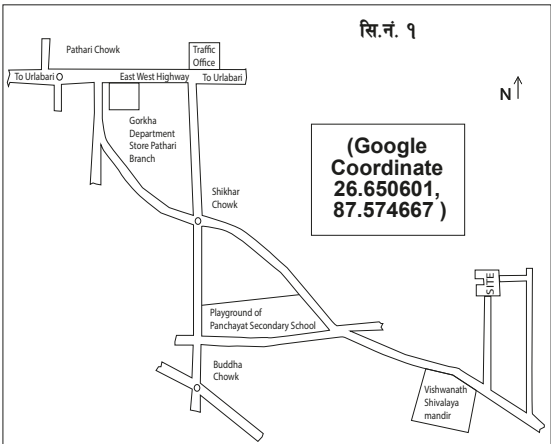 सि.नं. १
Pathari Chowk
Traffic
Office
To Urlabari
East West Highway
To Urlabari
N
Gorkha
Department
Store Pathari
Branch
(Google
Coordinate
26.650601,
87.574667 )
Shikhar
Chowk
SITE
Playground of
Panchayat Secondary School
Buddha
Chowk
Vishwanath
Shivalaya
mandir